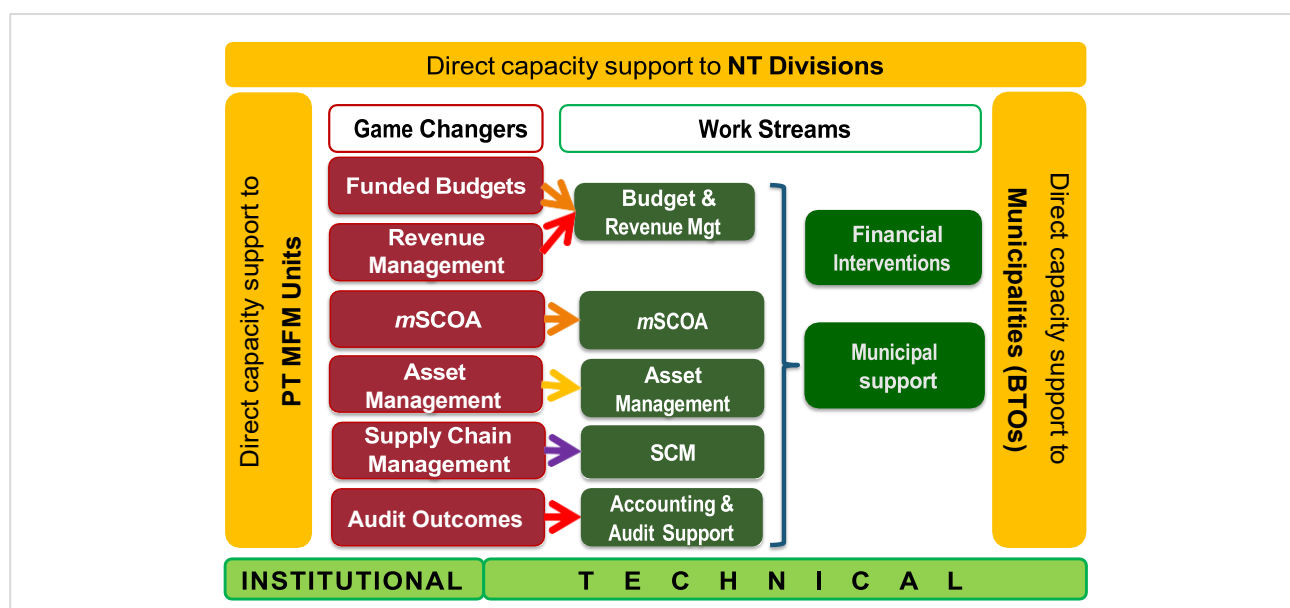 Direct capacity support to NT Divisions
Direct capacity support to
PT MFM Units
Game Changers
Work Streams
Funded Budgets
Revenue
Management
mSCOA
Asset
Management
Supply Chain
Management
Audit Outcomes
Budget &
Revenue Mgt
mSCOA
Asset
Management
SCM
Accounting &
Audit Support
Financial
Interventions
Municipal
support
Direct capacity support to
Municipalities (BTOs)
INSTITUTIONAL
T E C H N I C A L